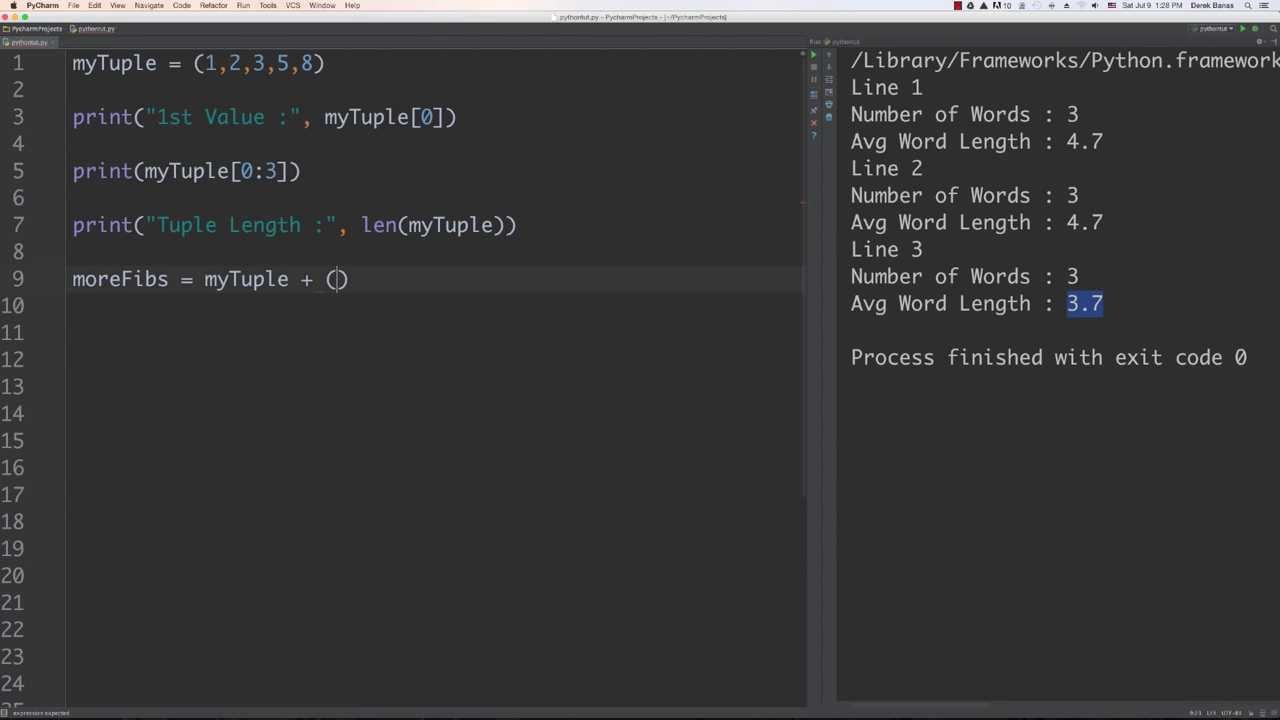 PyCharm File Edit View Navigate Code Refactor Run Tools VCS Window Help
10 Sat Jul 9 1:28 PM Derek Banas
pythontut.py - PycharmProjects - [~/PycharmProjects]
PycharmProjects pythontut.py
pythontut
pythontut.py
Run pythontut
1 myTuple = (1,2,3,5,8)
2
3 print("1st Value :", myTuple[0])
4
5 print(myTuple[0:3])
6
7 print("Tuple Length :", len(myTuple))
8
9 moreFibs = myTuple + ()
10
11
12
13
14
15
16
17
18
19
20
21
22
23
24
/Library/Frameworks/Python.framework
Line 1
Number of Words : 3
Avg Word Length : 4.7
Line 2
Number of Words : 3
Avg Word Length : 4.7
Line 3
Number of Words : 3
Avg Word Length : 3.7
Process finished with exit code 0
expression expected
9:23 LF UTF-8